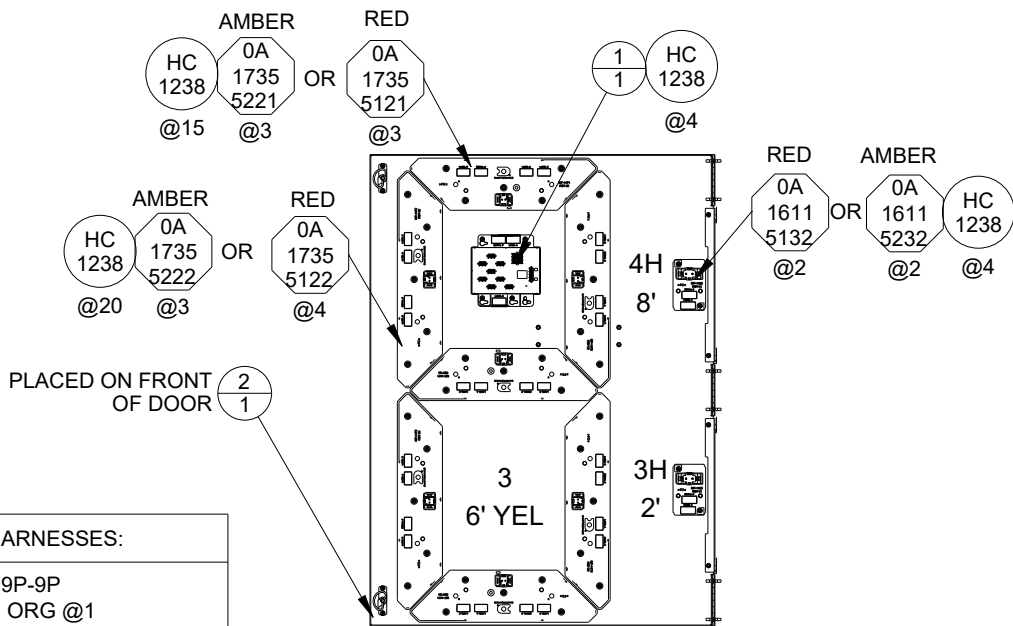 AMBER
RED
HC
1238
@15
0A
1735
5221
@3
OR
0A
1735
5121
@3
1
1
HC
1238
@4
RED
AMBER
0A
1611
5132
@2
OR
0A
1611
5232
@2
HC
1238
@4
AMBER
RED
HC
1238
@20
0A
1735
5222
@3
OR
0A
1735
5122
@4
4H
8'
PLACED ON FRONT
OF DOOR
2
1
3
6' YEL
3H
2'
ARNESSES:
9P-9P
ORG @1